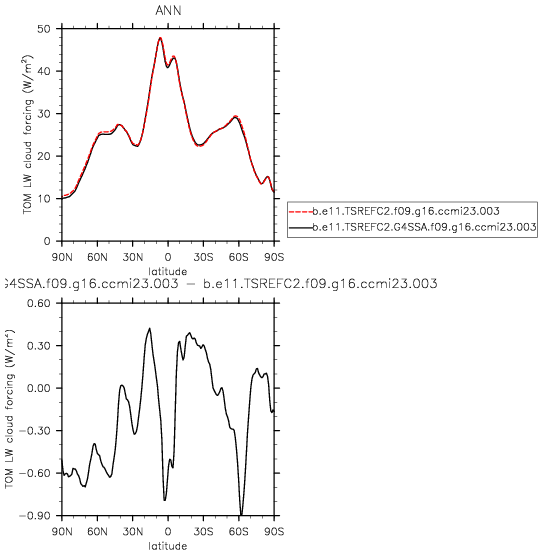 ANN
TOM LW cloud forcing (W/m²)
50
40
30
20
10
0
90N 60N 30N 0 30S 60S 90S
latitude
b.e11.TSREFC2.f09.g16.ccmi23.003
b.e11.TSREFC2.G4SSA.f09.g16.ccmi23.003
G4SSA.f09.g16.ccmi23.003 − b.e11.TSREFC2.f09.g16.ccmi23.003
TOM LW cloud forcing (W/m²)
0.60
0.30
0.00
−0.30
−0.60
−0.90
90N 60N 30N 0 30S 60S 90S
latitude